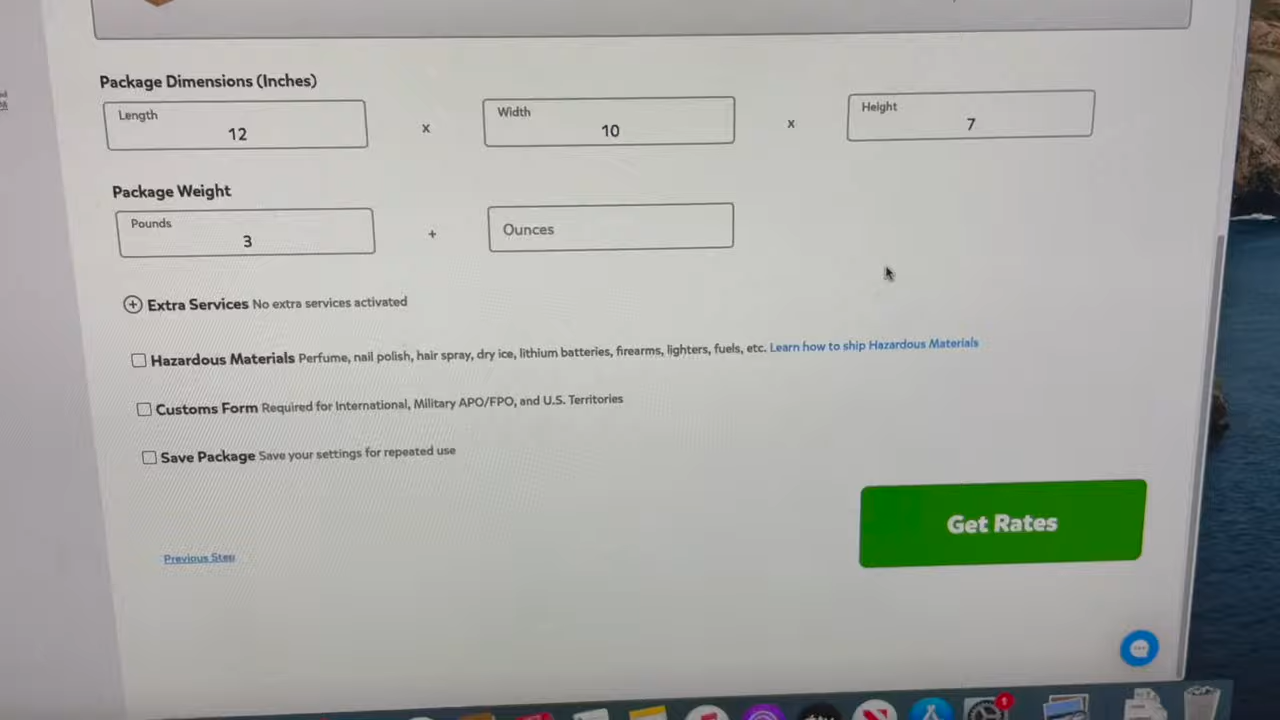 Package Dimensions (Inches)
Length
12
x
Width
10
x
Height
7
Package Weight
Pounds
3
+
Ounces
Extra Services No extra services activated
Hazardous Materials Perfume, nail polish, hair spray, dry ice, lithium batteries, firearms, lighters, fuels, etc. Learn how to ship Hazardous Materials
Customs Form Required for International, Military APO/FPO, and U.S. Territories
Save Package Save your settings for repeated use
Get Rates
Previous Step
1